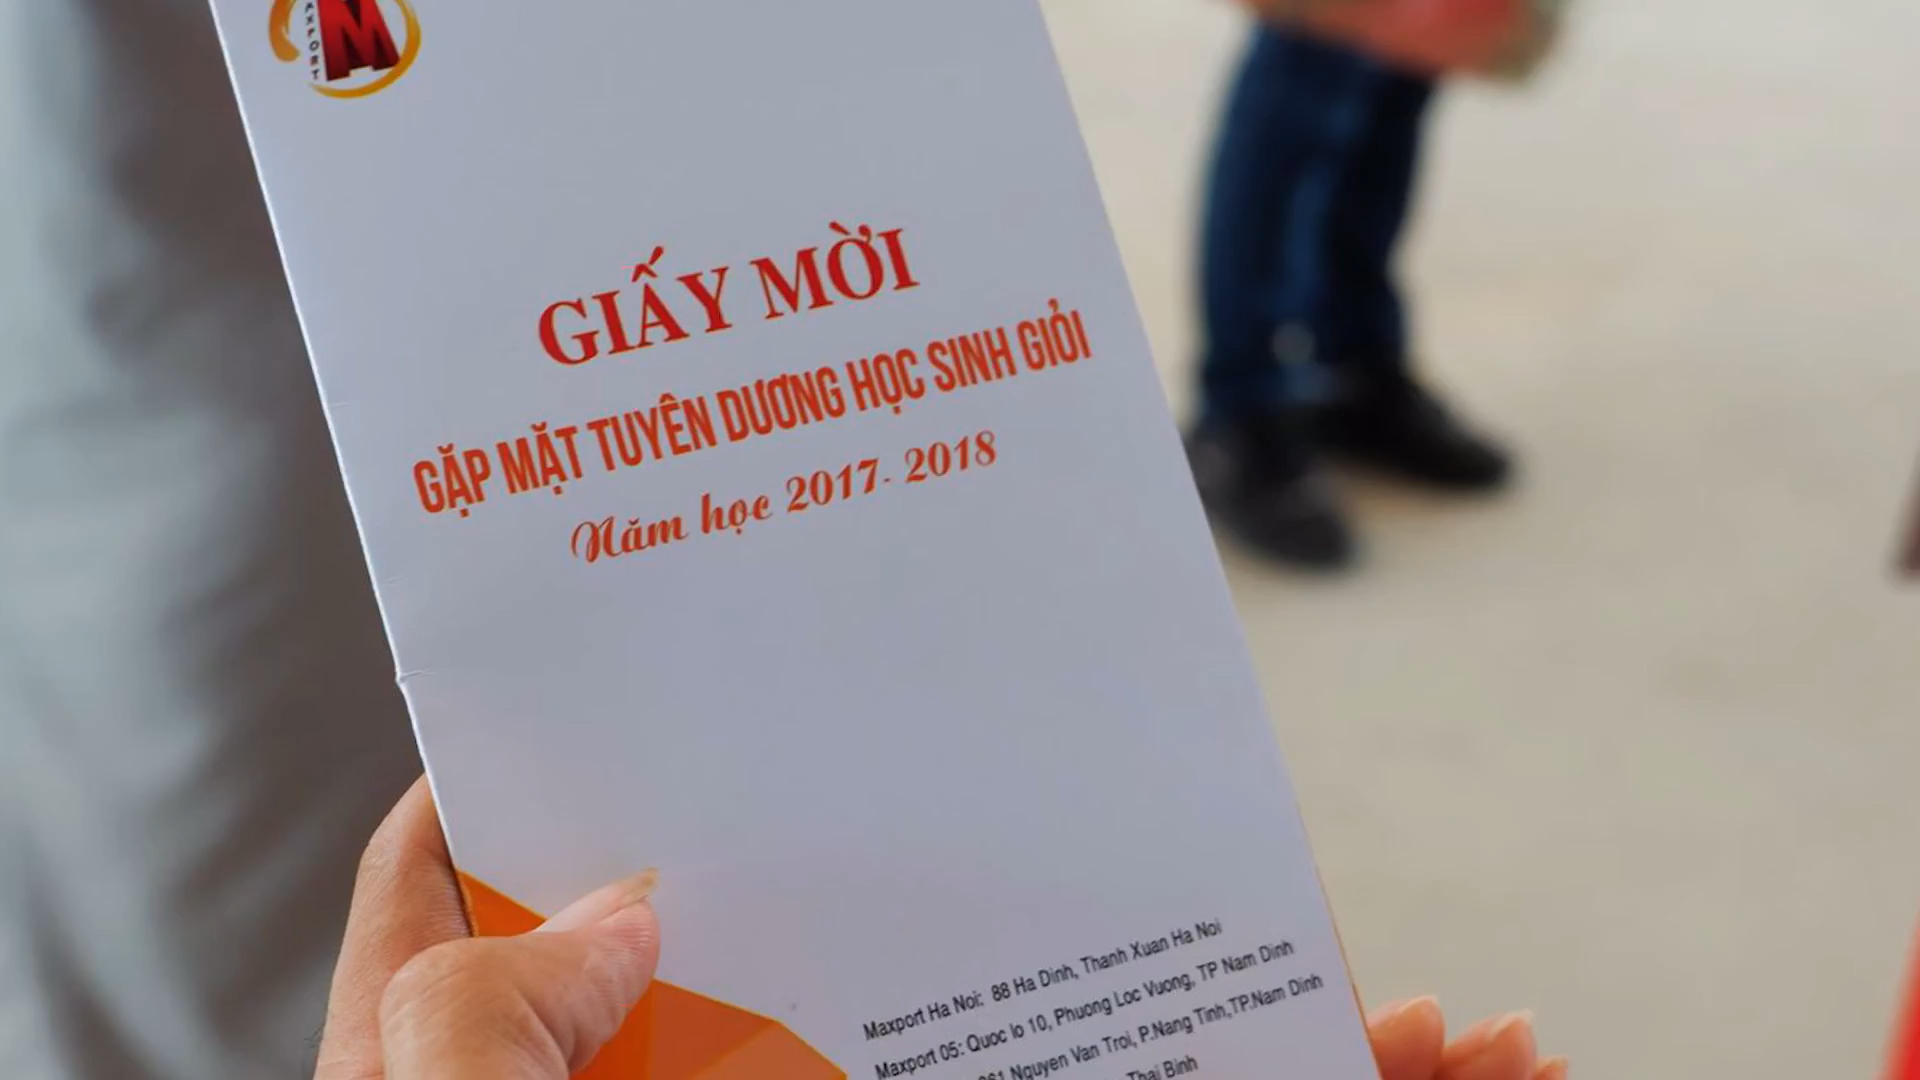 AXPORT
M
GIẤY MỜI
GẶP MẶT TUYÊN DƯƠNG HỌC SINH GIỎI
Năm học 2017- 2018
Maxport Ha Noi: 88 Ha Dinh, Thanh Xuan Ha Noi
Maxport 05: Quoc lo 10, Phuong Loc Vuong, TP Nam Dinh
Nguyen Van Troi, P.Nang Tinh,TP.Nam Dinh
Thai Binh